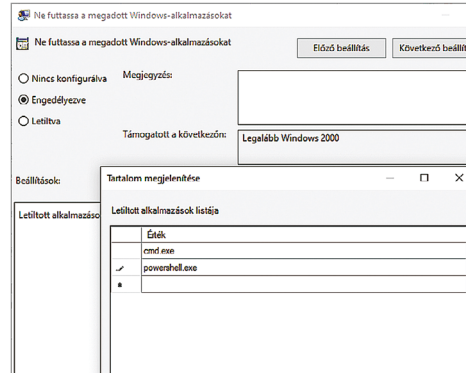 Ne futtassa a megadott Windows-alkalmazásokat
Ne futtassa a megadott Windows-alkalmazásokat
Előző beállítás
Következő beállít
Nincs konfigurálva
Megjegyzés:
Engedélyezve
Letiltva
Támogatott a következőn:
Legalább Windows 2000
Beállítások:
Tartalom megjelenítése
Letiltott alkalmazáso
Letiltott alkalmazások listája
Érték
cmd.exe
powershell.exe